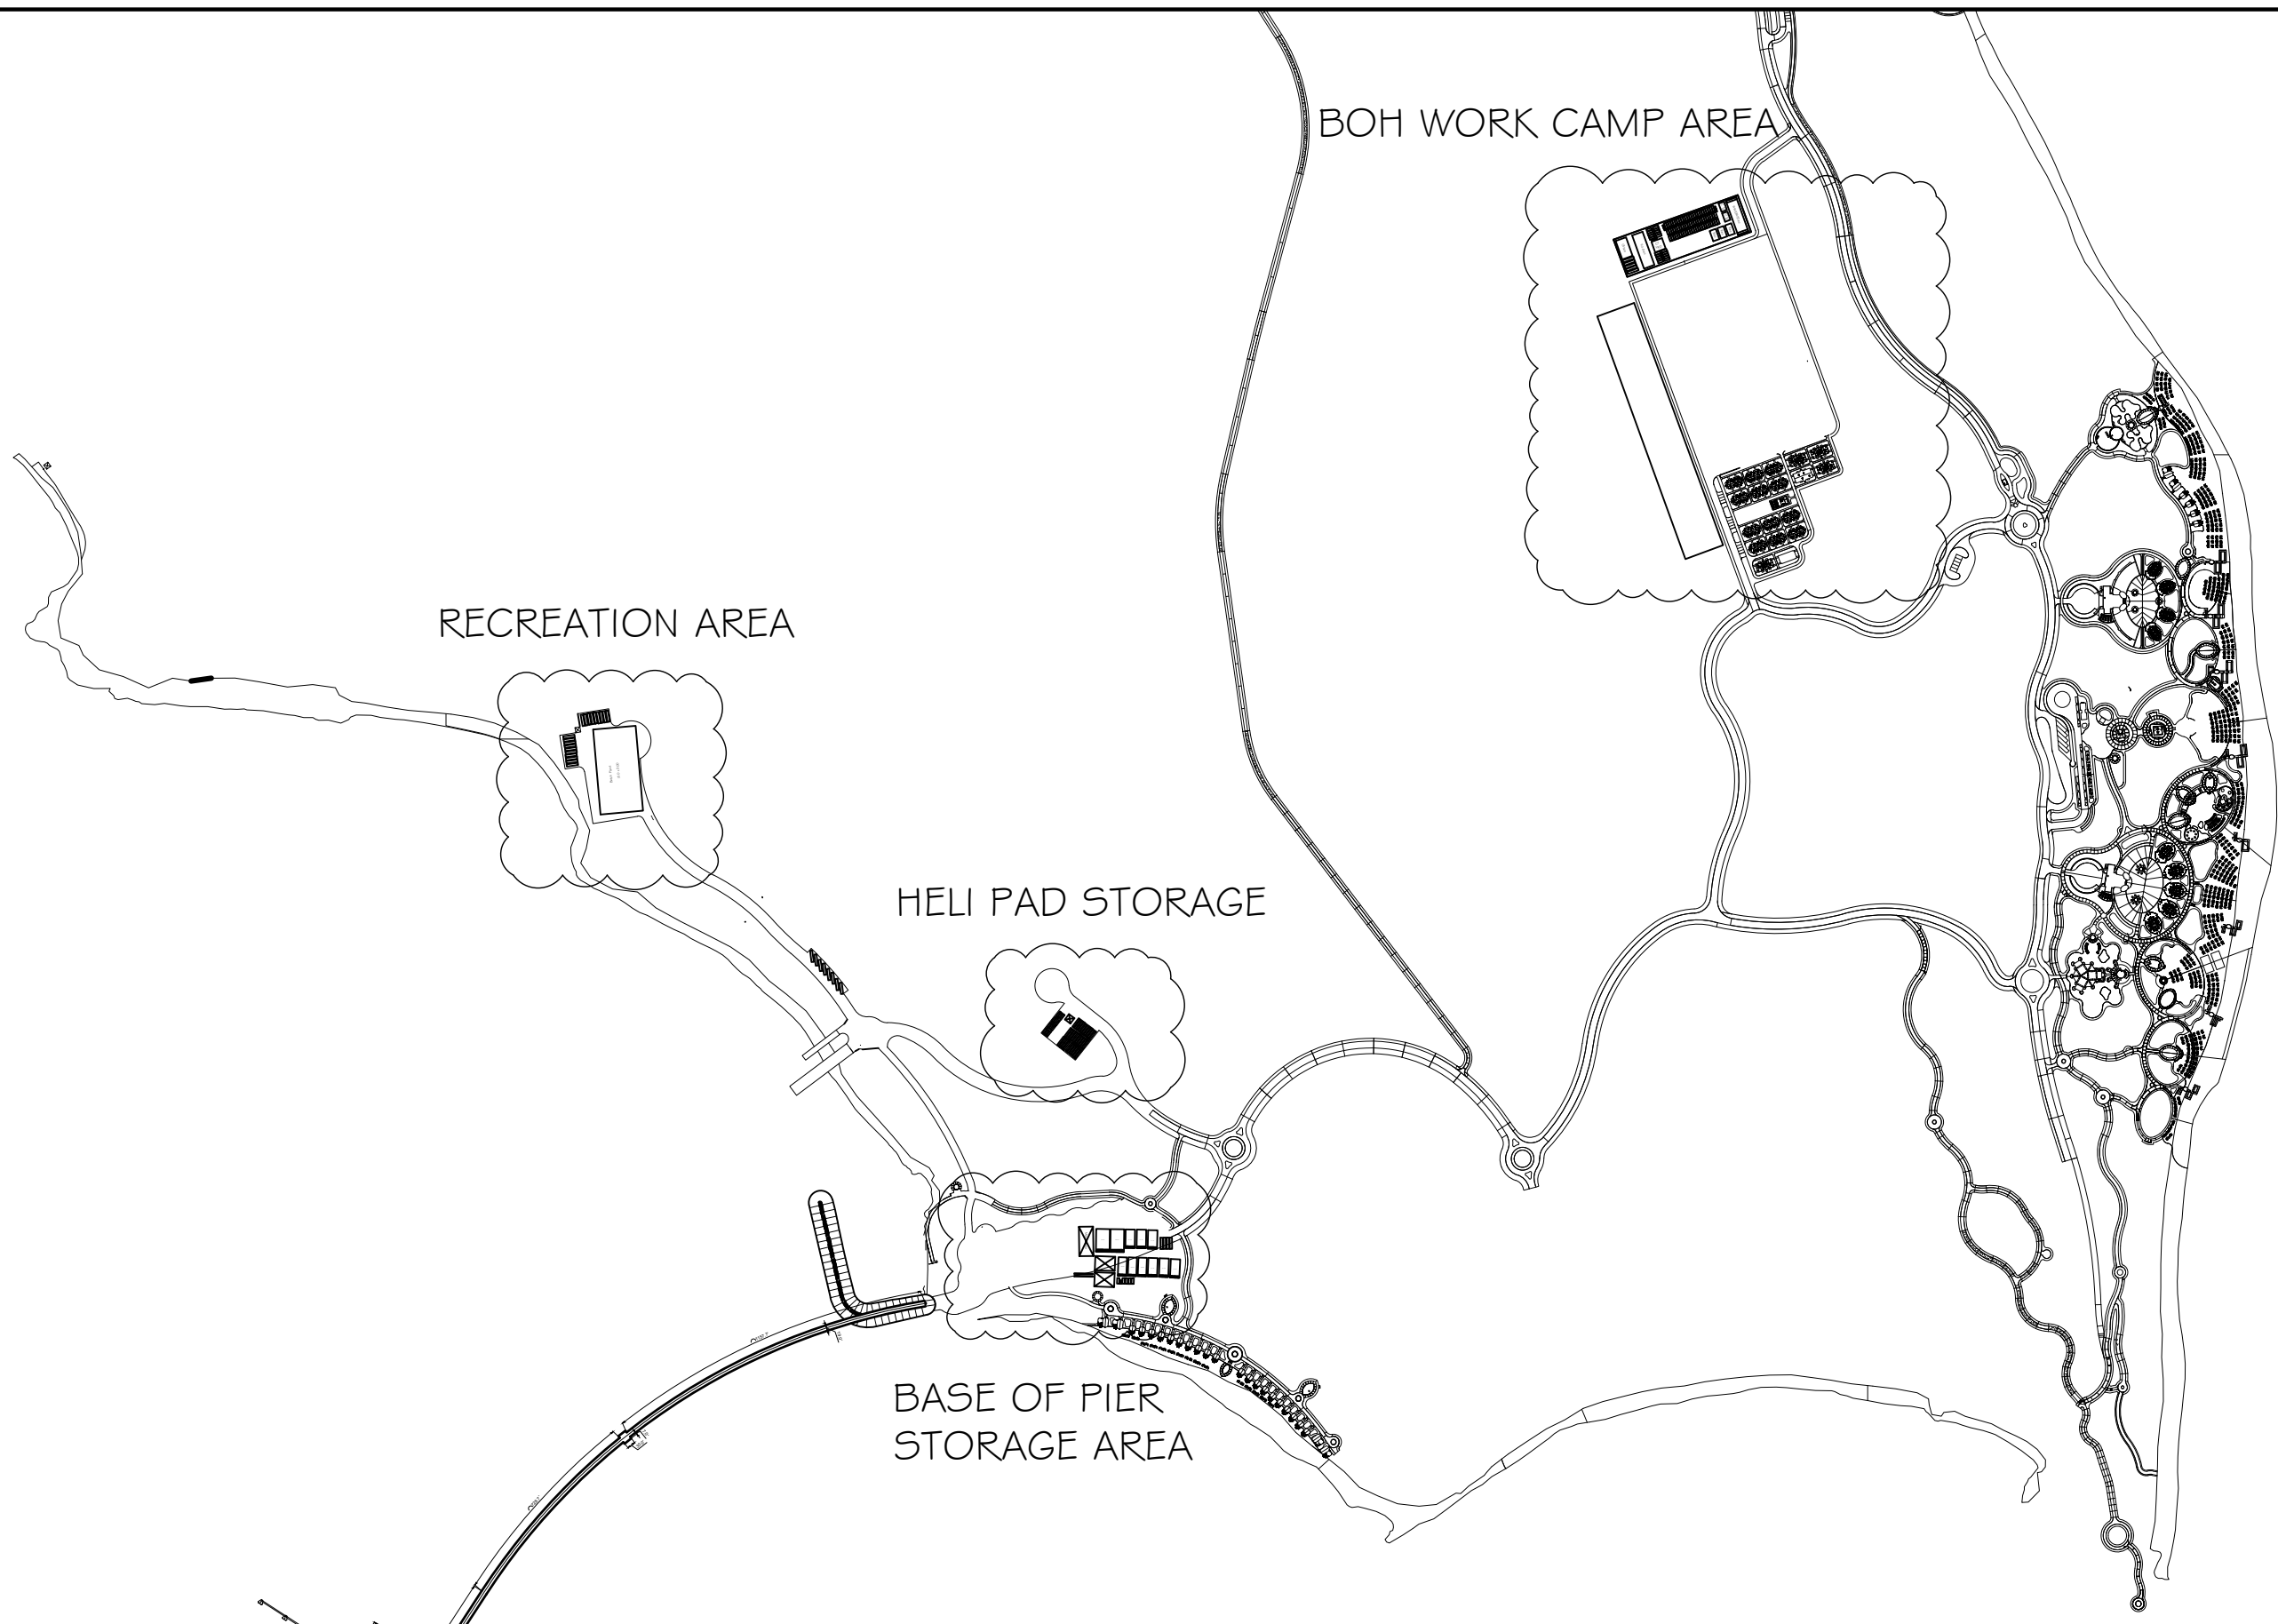 BOH WORK CAMP AREA
RECREATION AREA
HELI PAD STORAGE
BASE OF PIER
STORAGE AREA